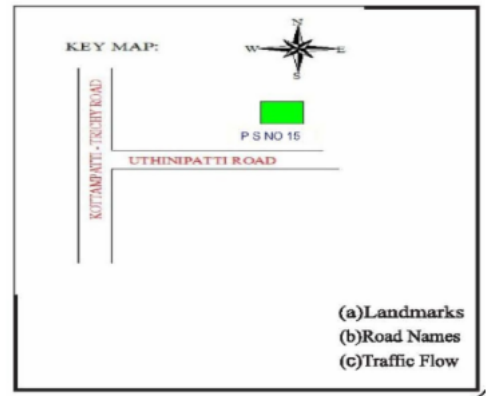 KEY MAP:
N
W
E
S
P S NO 15
KOTTAMPATTI - TRICHY ROAD
UTHINIPATTI ROAD
(a)Landmarks
(b)Road Names
(c)Traffic Flow